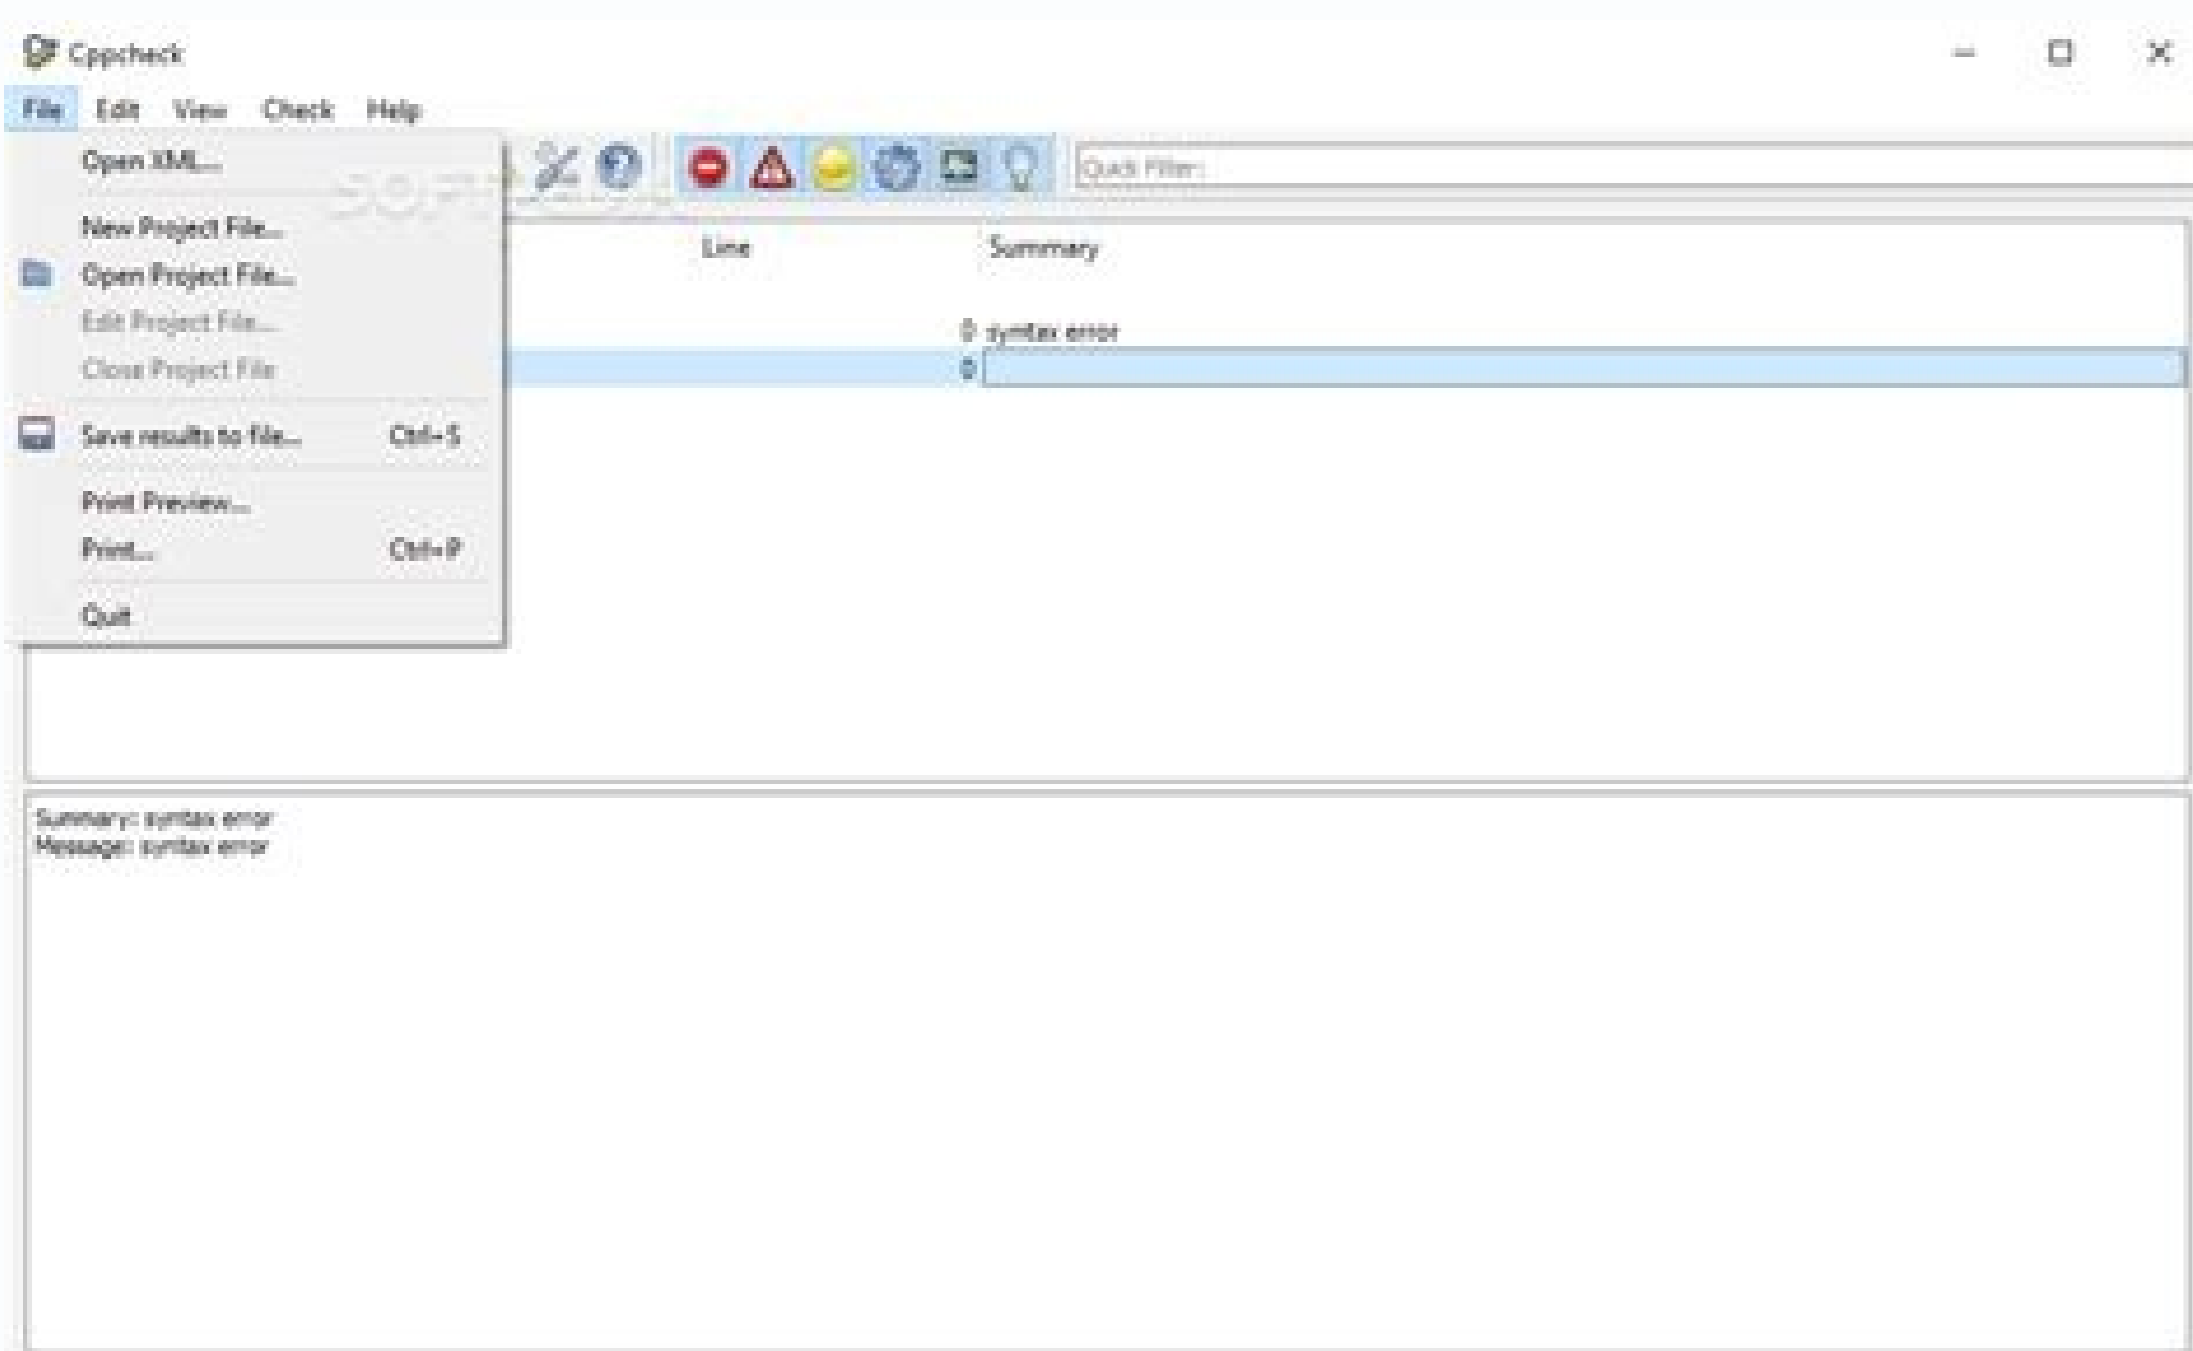 Cppcheck
File Edit View Check Help
Open XML...
Quick Filter:
New Project File...
Line Summary
Open Project File...
Edit Project File...
0 syntax error
Close Project File
0
Save results to file... Ctrl+S
Print Preview...
Print... Ctrl+P
Quit
Summary: syntax error
Message: syntax error